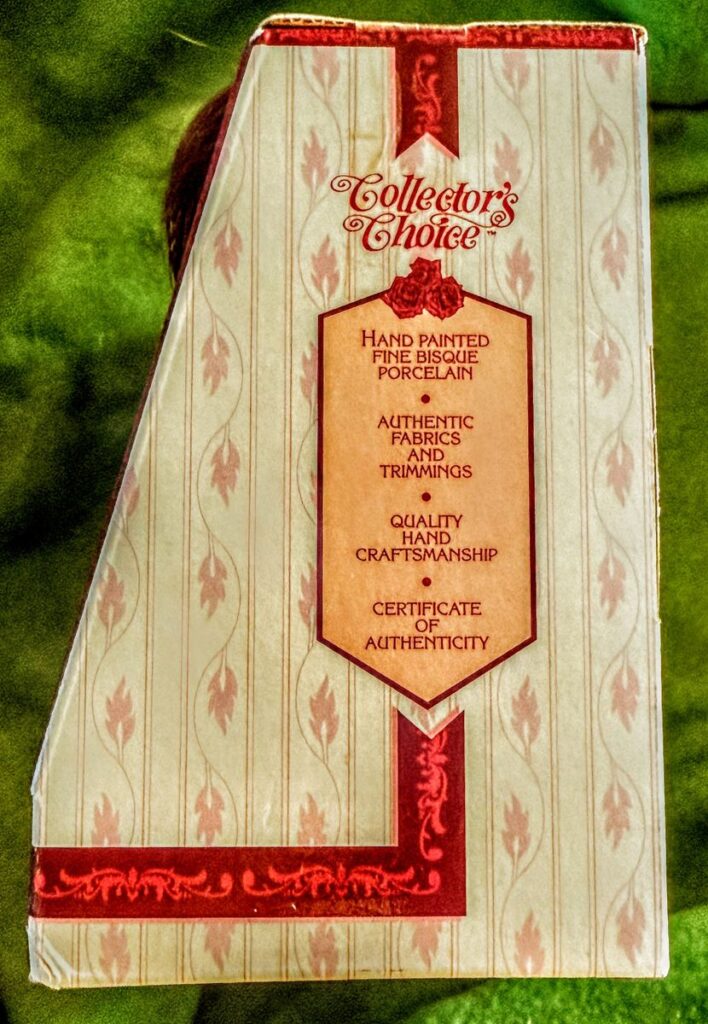 Collector's
Choice™
HAND PAINTED
FINE BISQUE
PORCELAIN
•
AUTHENTIC
FABRICS
AND
TRIMMINGS
•
QUALITY
HAND
CRAFTSMANSHIP
•
CERTIFICATE
OF
AUTHENTICITY